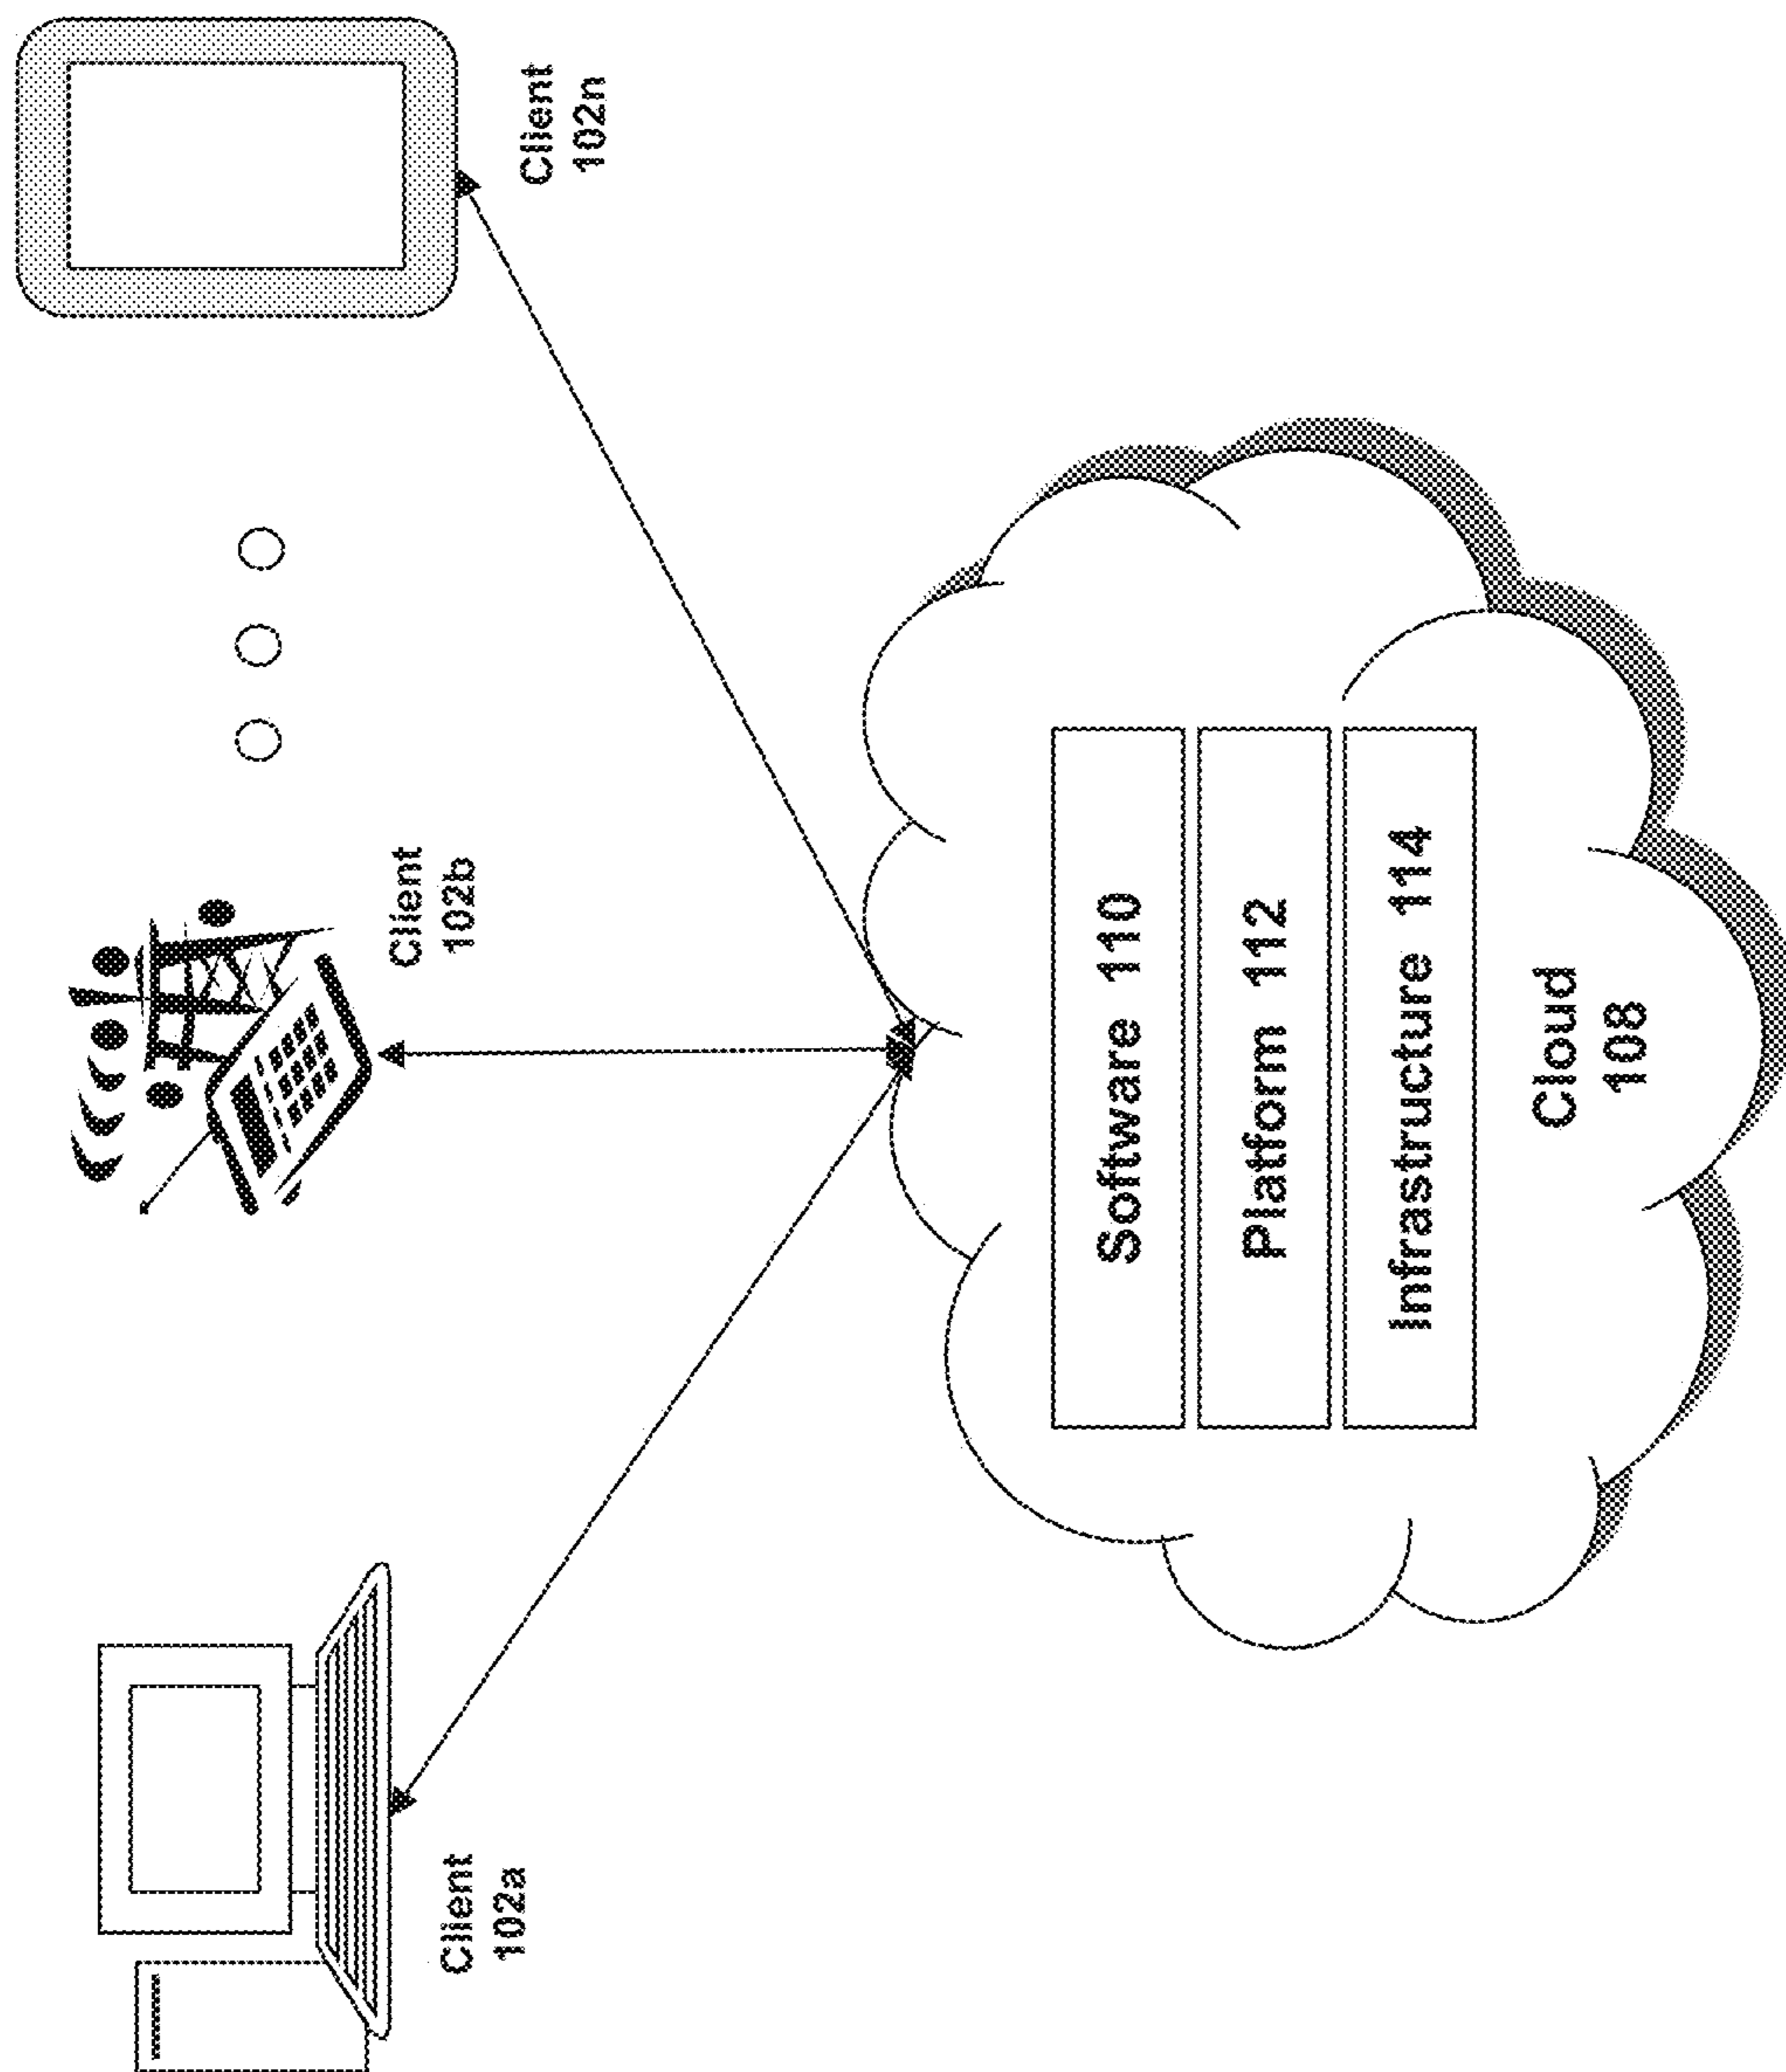 Client
102a
Client
102b
Client
102n
Software 110
Platform 112
Infrastructure 114
Cloud
108